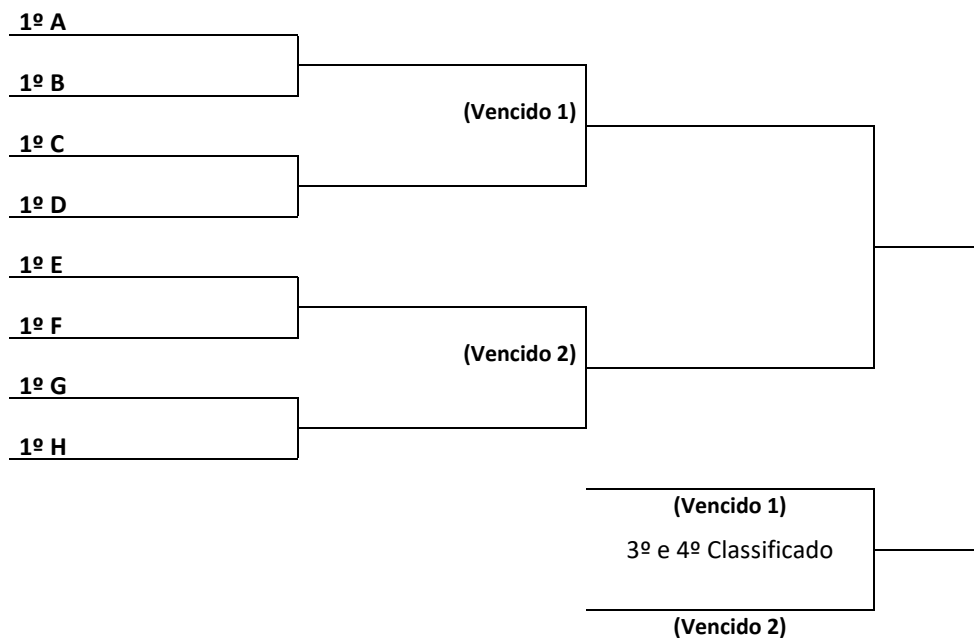 1º A
1º B
(Vencido 1)
1º C
1º D
1º E
1º F
(Vencido 2)
1º G
1º H
(Vencido 1)
3º e 4º Classificado
(Vencido 2)